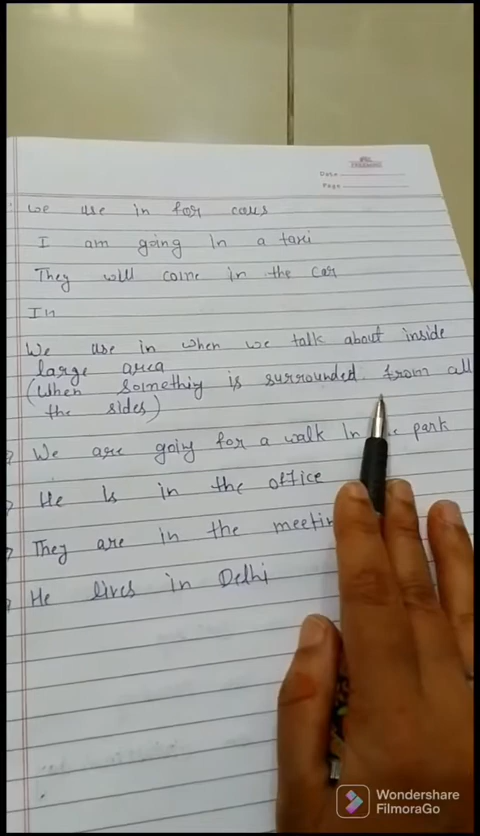 Date
Page
We use in for cars
I am going In a taxi
They will come in the car
In
We use in when we talk about inside
large area
(When something is surrounded from all
the sides)
We are going for a walk In park
He Is in the office
They are in the
He lives in Delhi
Wondershare
FilmoraGo